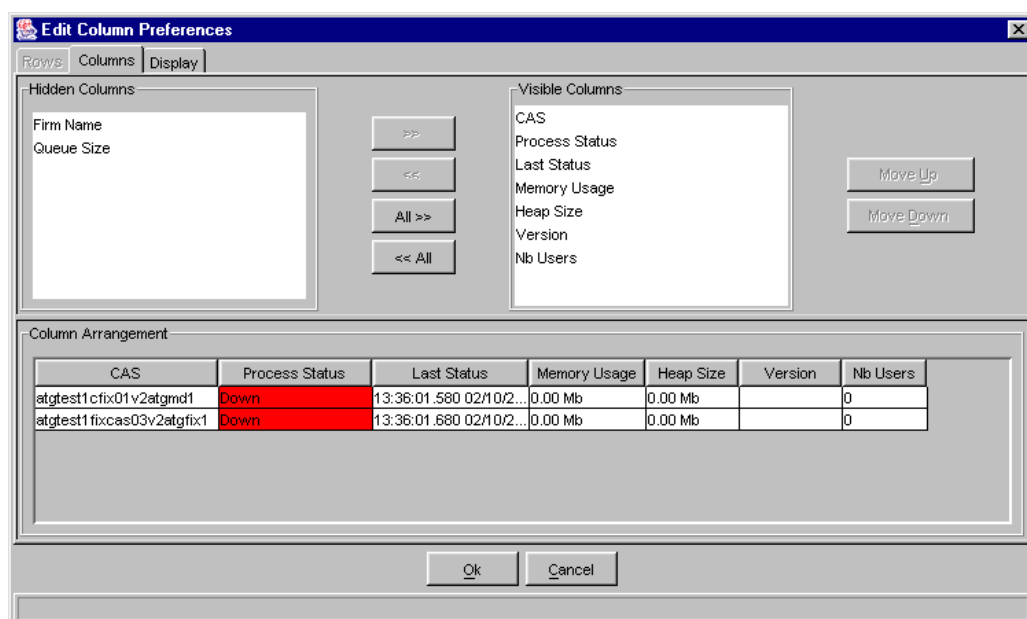 Edit Column Preferences
Rows Columns Display
Hidden Columns
Firm Name
Queue Size
>>
<<
All >>
<< All
Visible Columns
CAS
Process Status
Last Status
Memory Usage
Heap Size
Version
Nb Users
Move Up
Move Down
Column Arrangement
CAS Process Status Last Status Memory Usage Heap Size Version Nb Users
atgtest1cfix01v2atgmd1 Down 13:36:01.580 02/10/2... 0.00 Mb 0.00 Mb 0
atgtest1fixcas03v2atgfix1 Down 13:36:01.680 02/10/2... 0.00 Mb 0.00 Mb 0
Ok Cancel